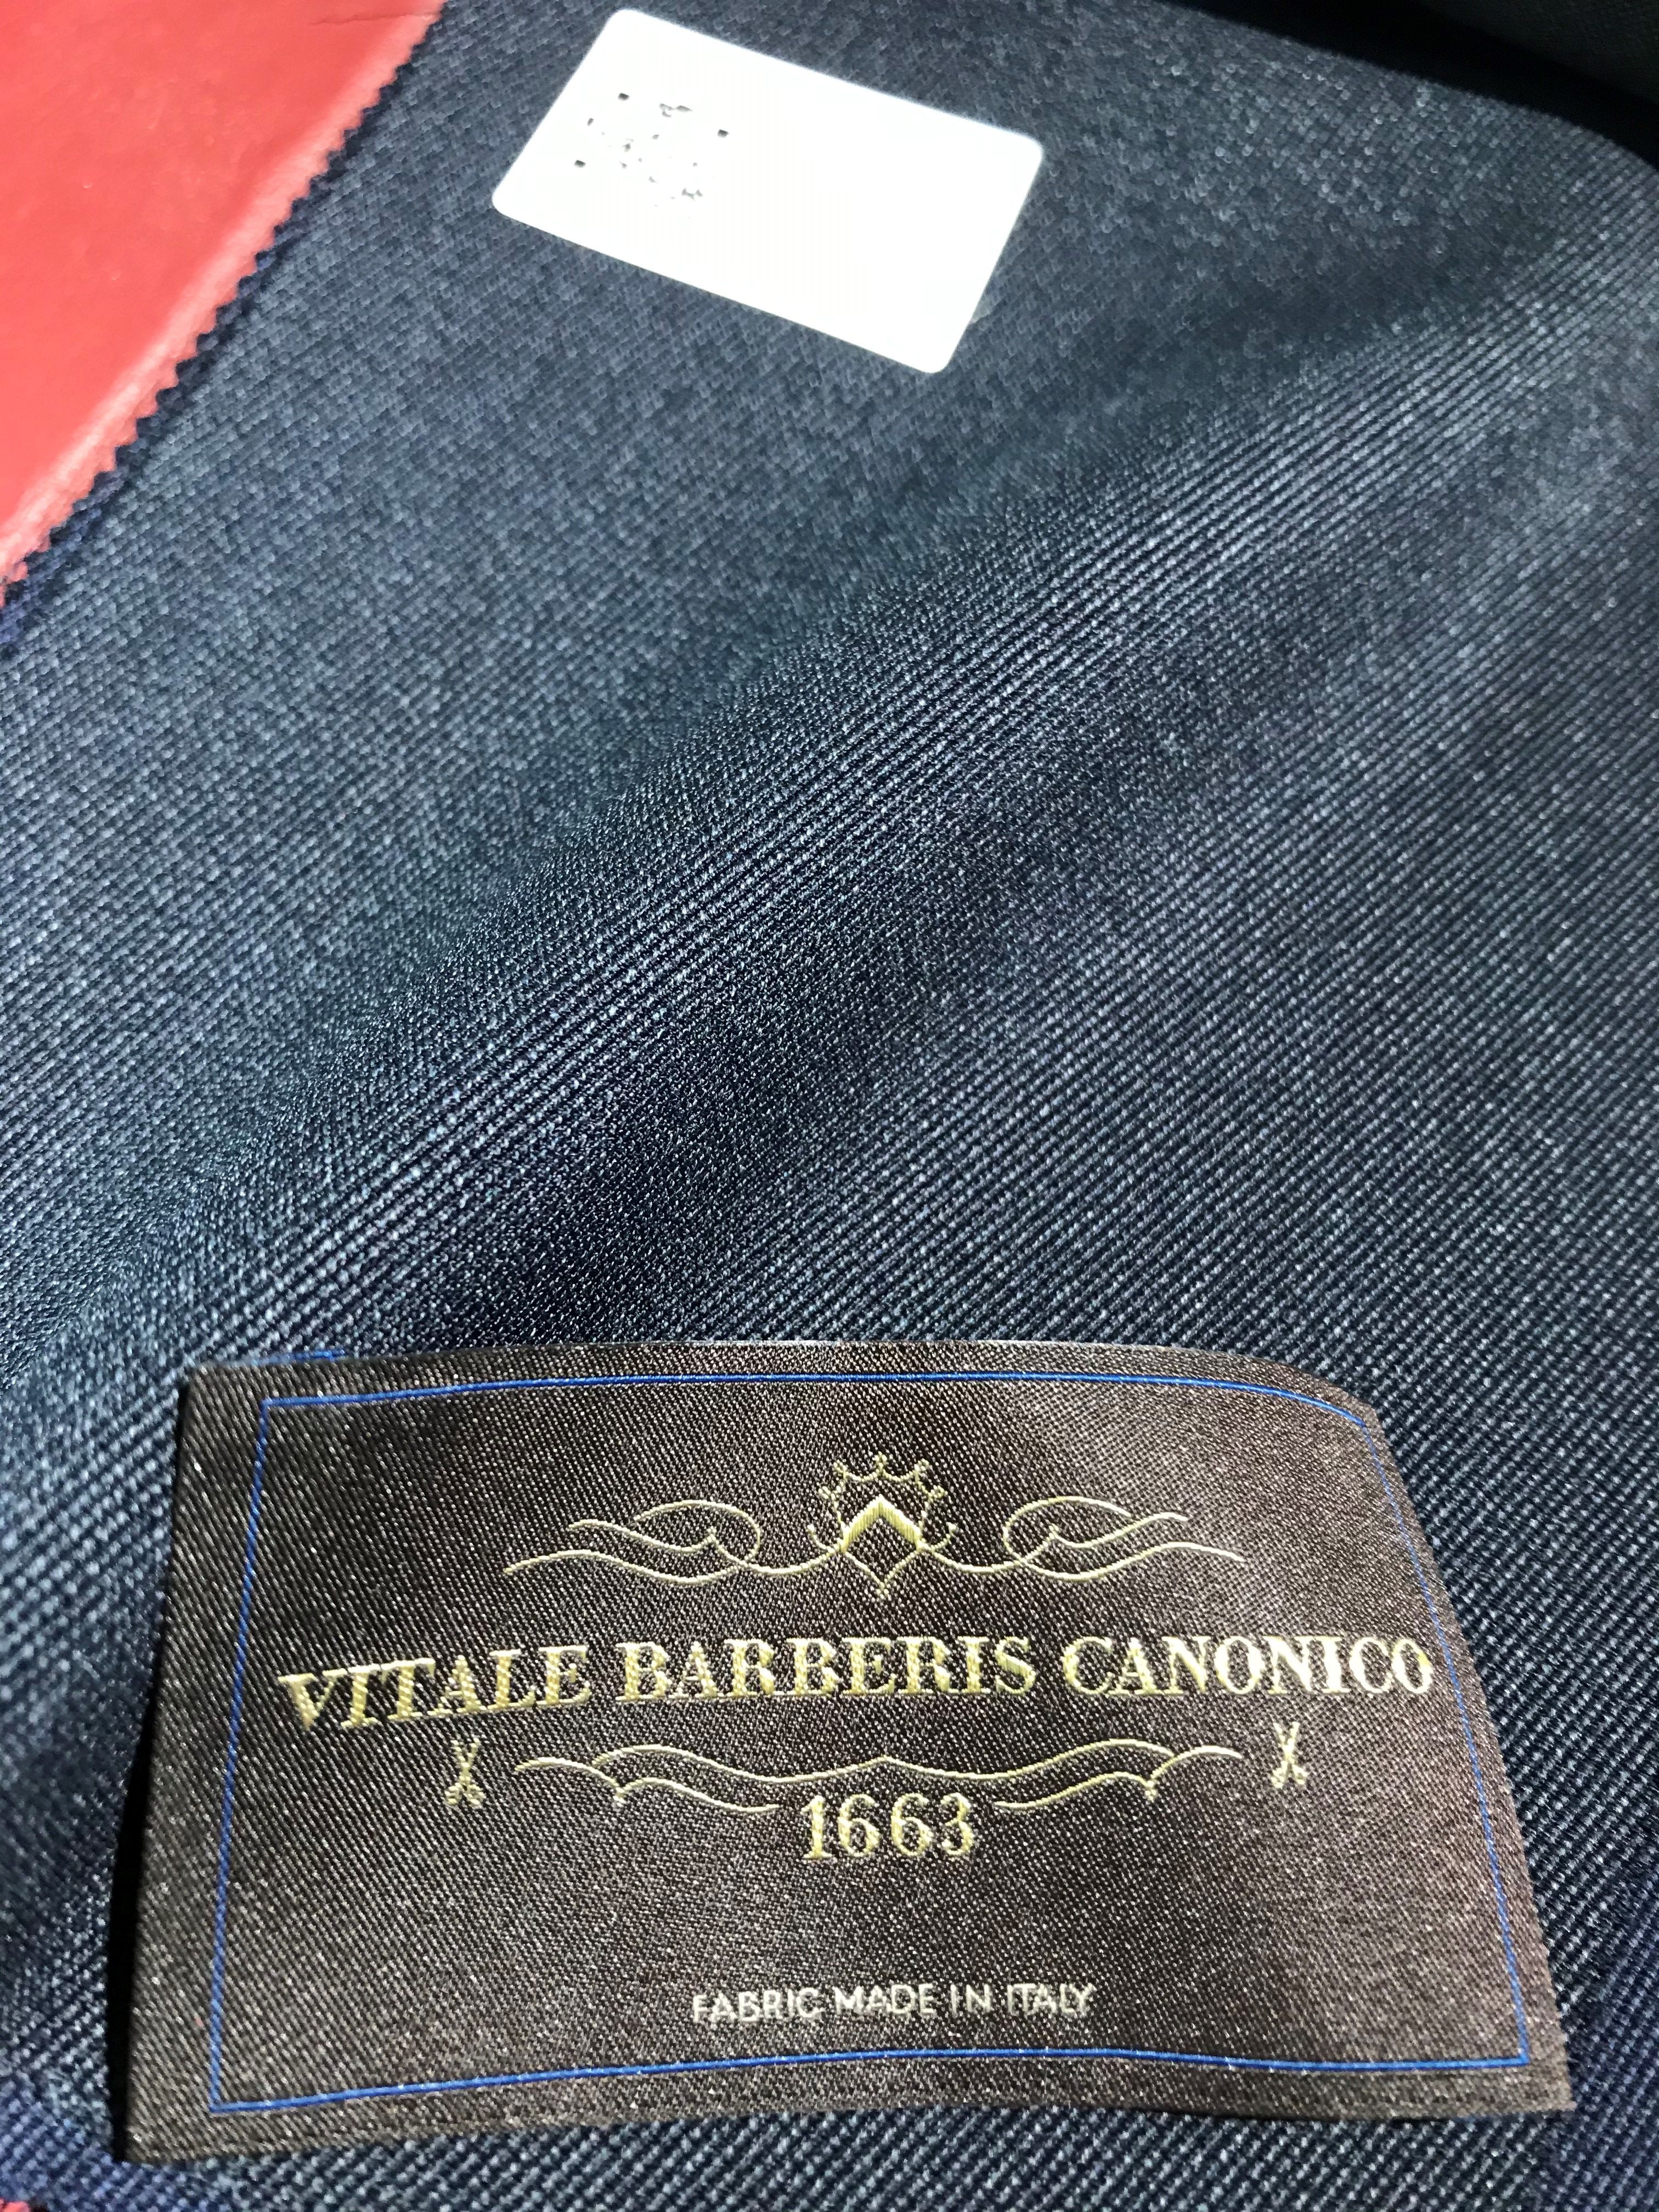 VITALE BARBERIS CANONICO
1663
FABRIC MADE IN ITALY